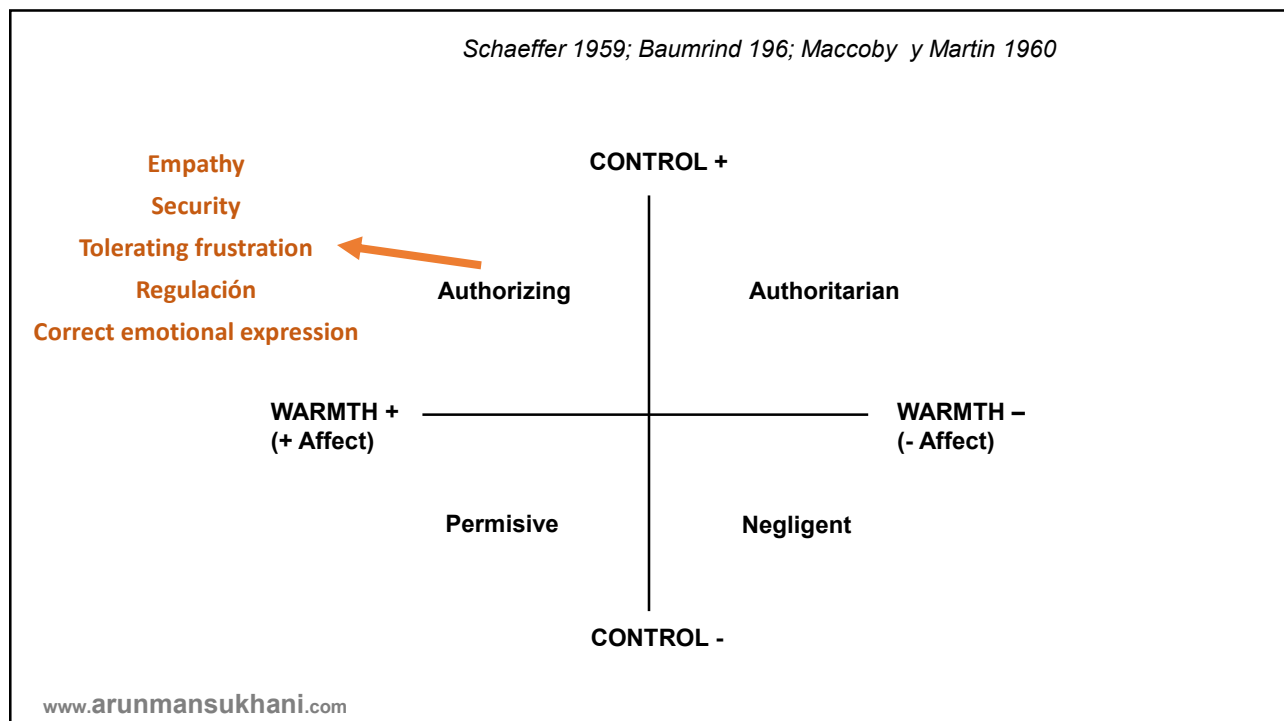 Schaeffer 1959; Baumrind 196; Maccoby y Martin 1960
Empathy
Security
Tolerating frustration
Regulación
Correct emotional expression
CONTROL +
Authorizing
Authoritarian
WARMTH +
(+ Affect)
WARMTH –
(- Affect)
Permisive
Negligent
CONTROL -
www.arunmansukhani.com